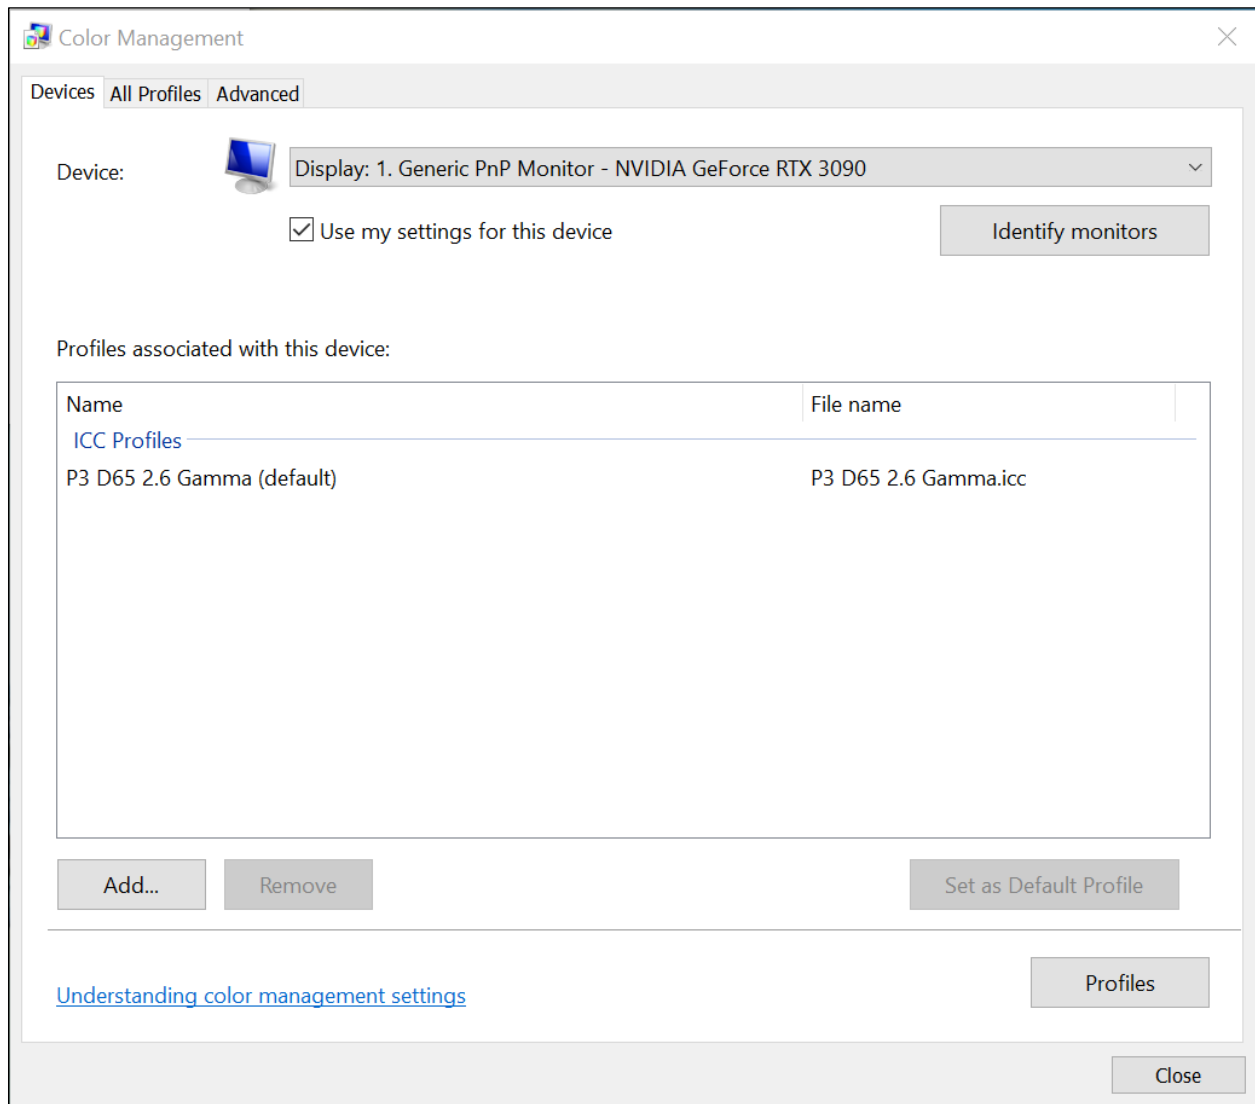 Color Management
Devices All Profiles Advanced
Device: Display: 1. Generic PnP Monitor - NVIDIA GeForce RTX 3090
Use my settings for this device Identify monitors
Profiles associated with this device:
Name File name
ICC Profiles
P3 D65 2.6 Gamma (default) P3 D65 2.6 Gamma.icc
Add... Remove Set as Default Profile
Understanding color management settings Profiles
Close